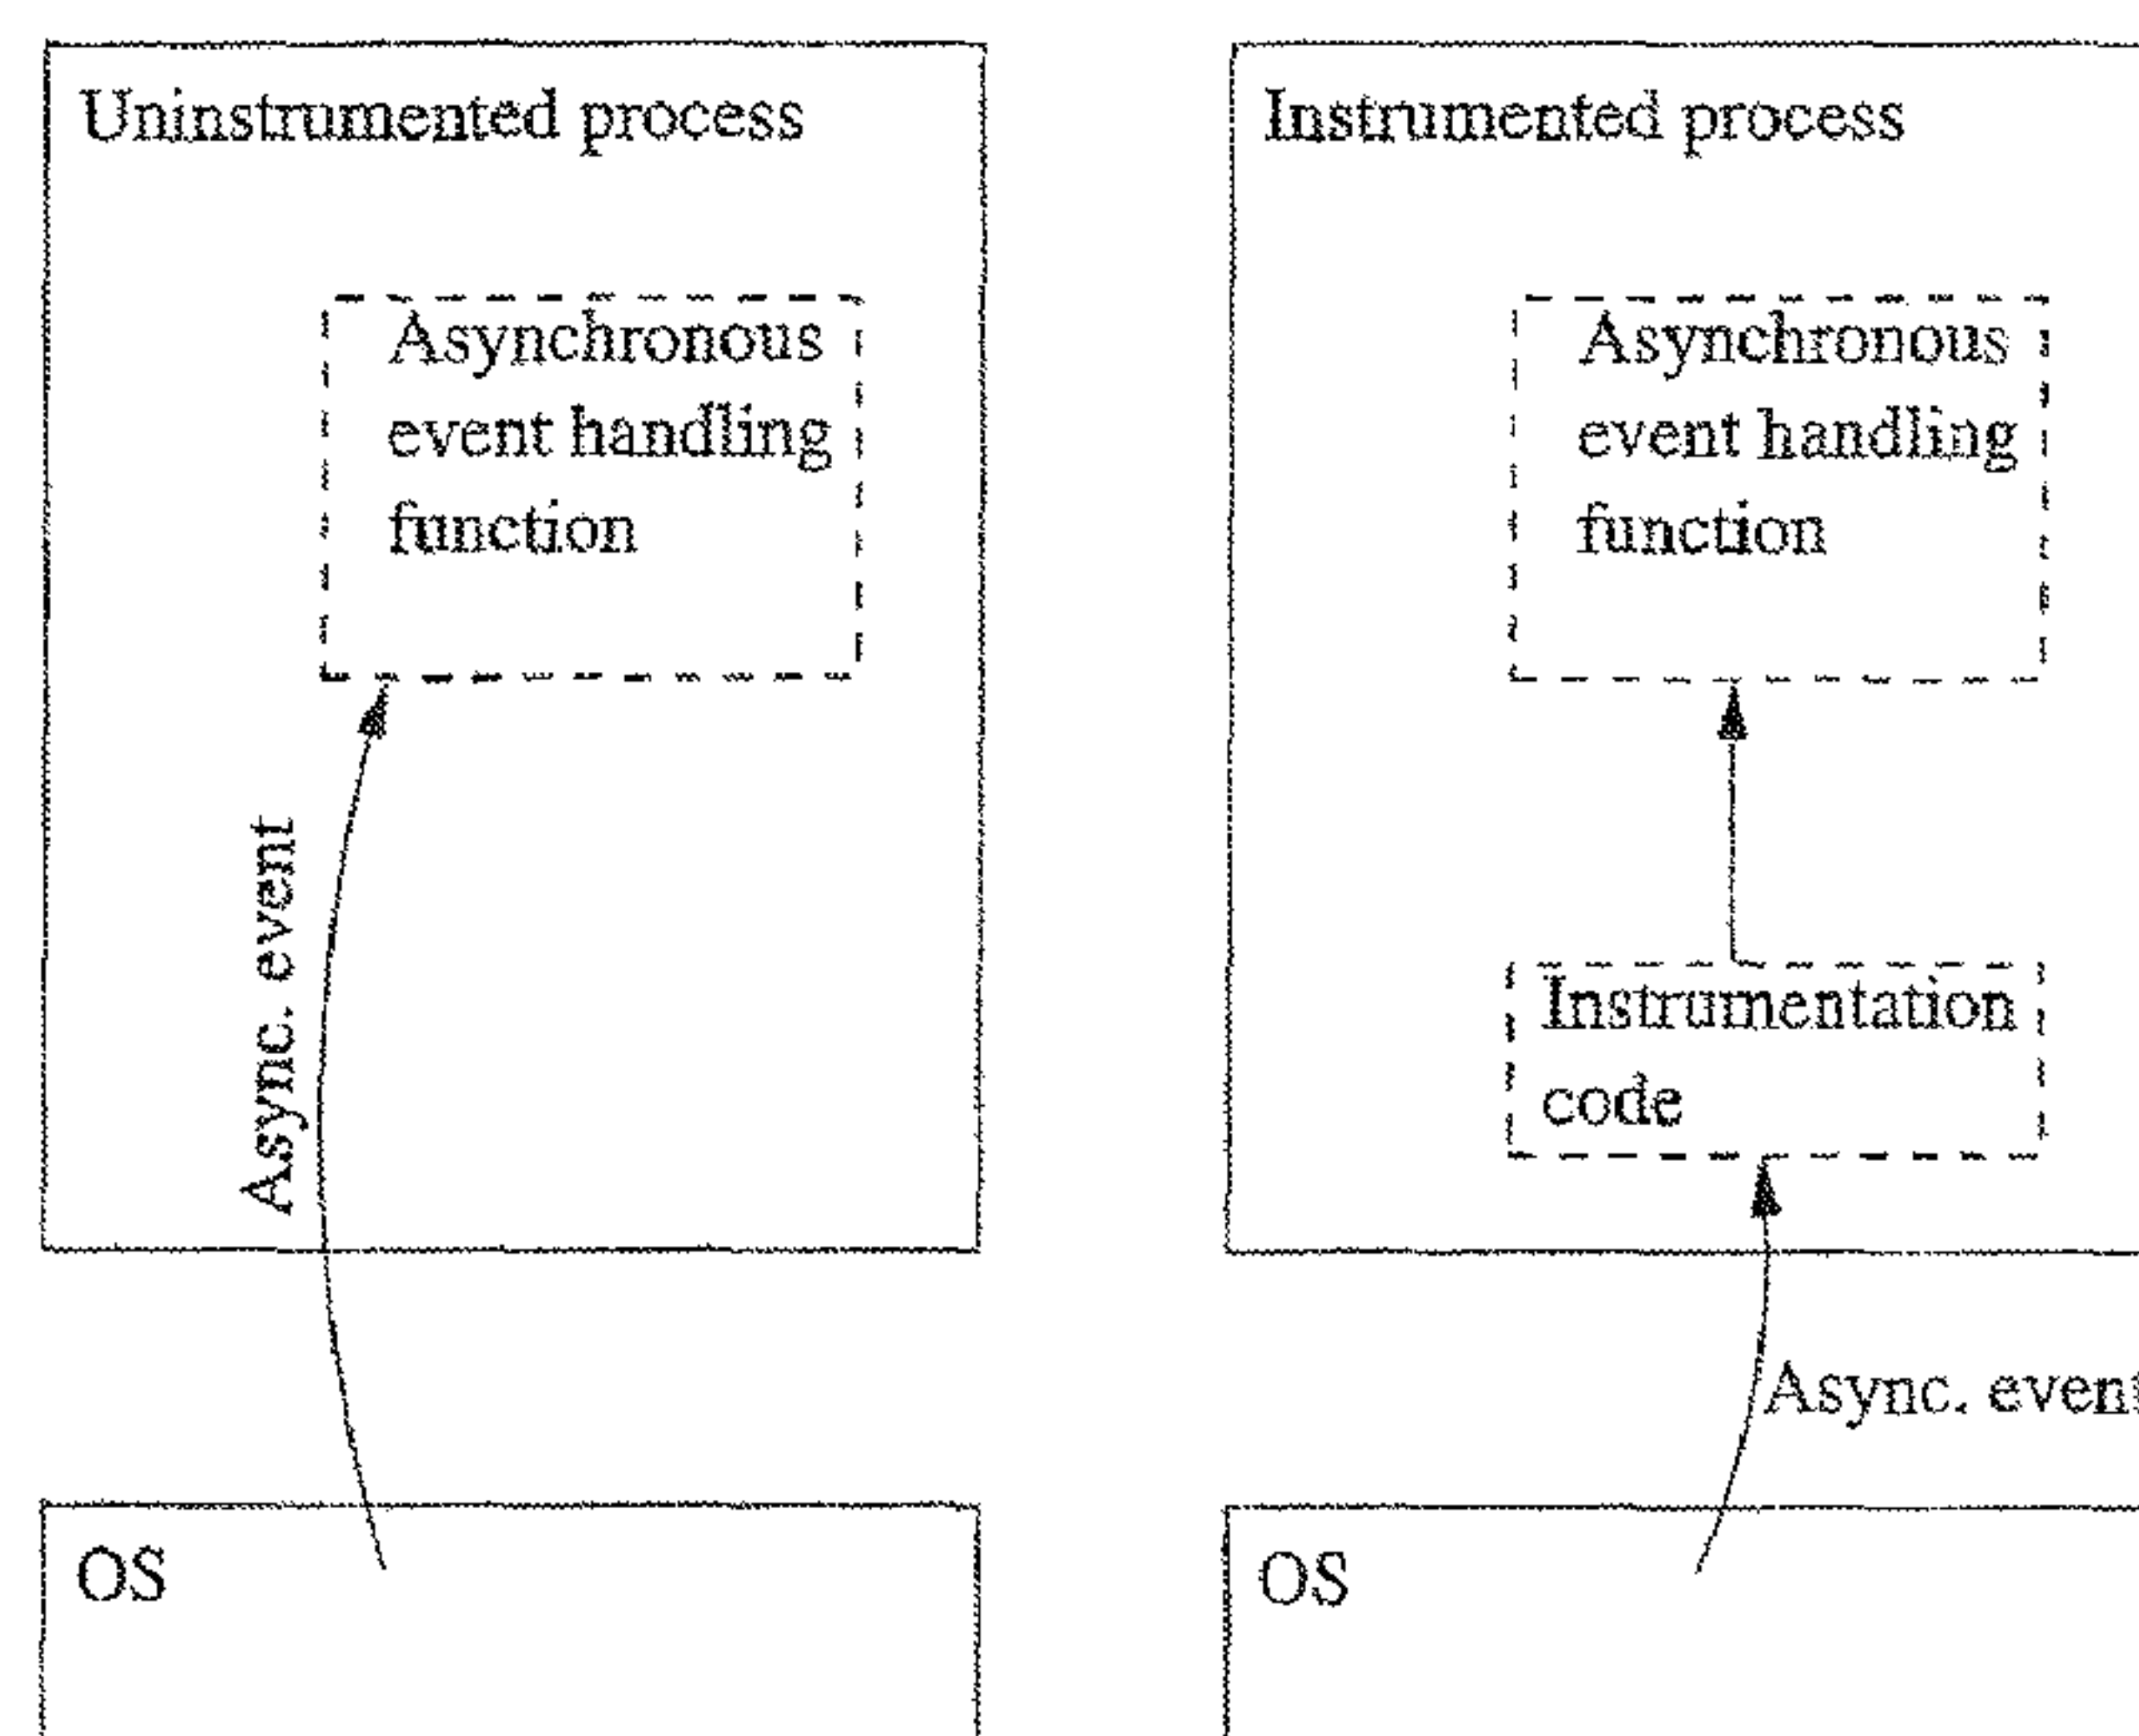 Uninstrumented process
Asynchronous
event handling
function
Async. event
OS
Instrumented process
Asynchronous
event handling
function
Instrumentation
code
Async. event
OS